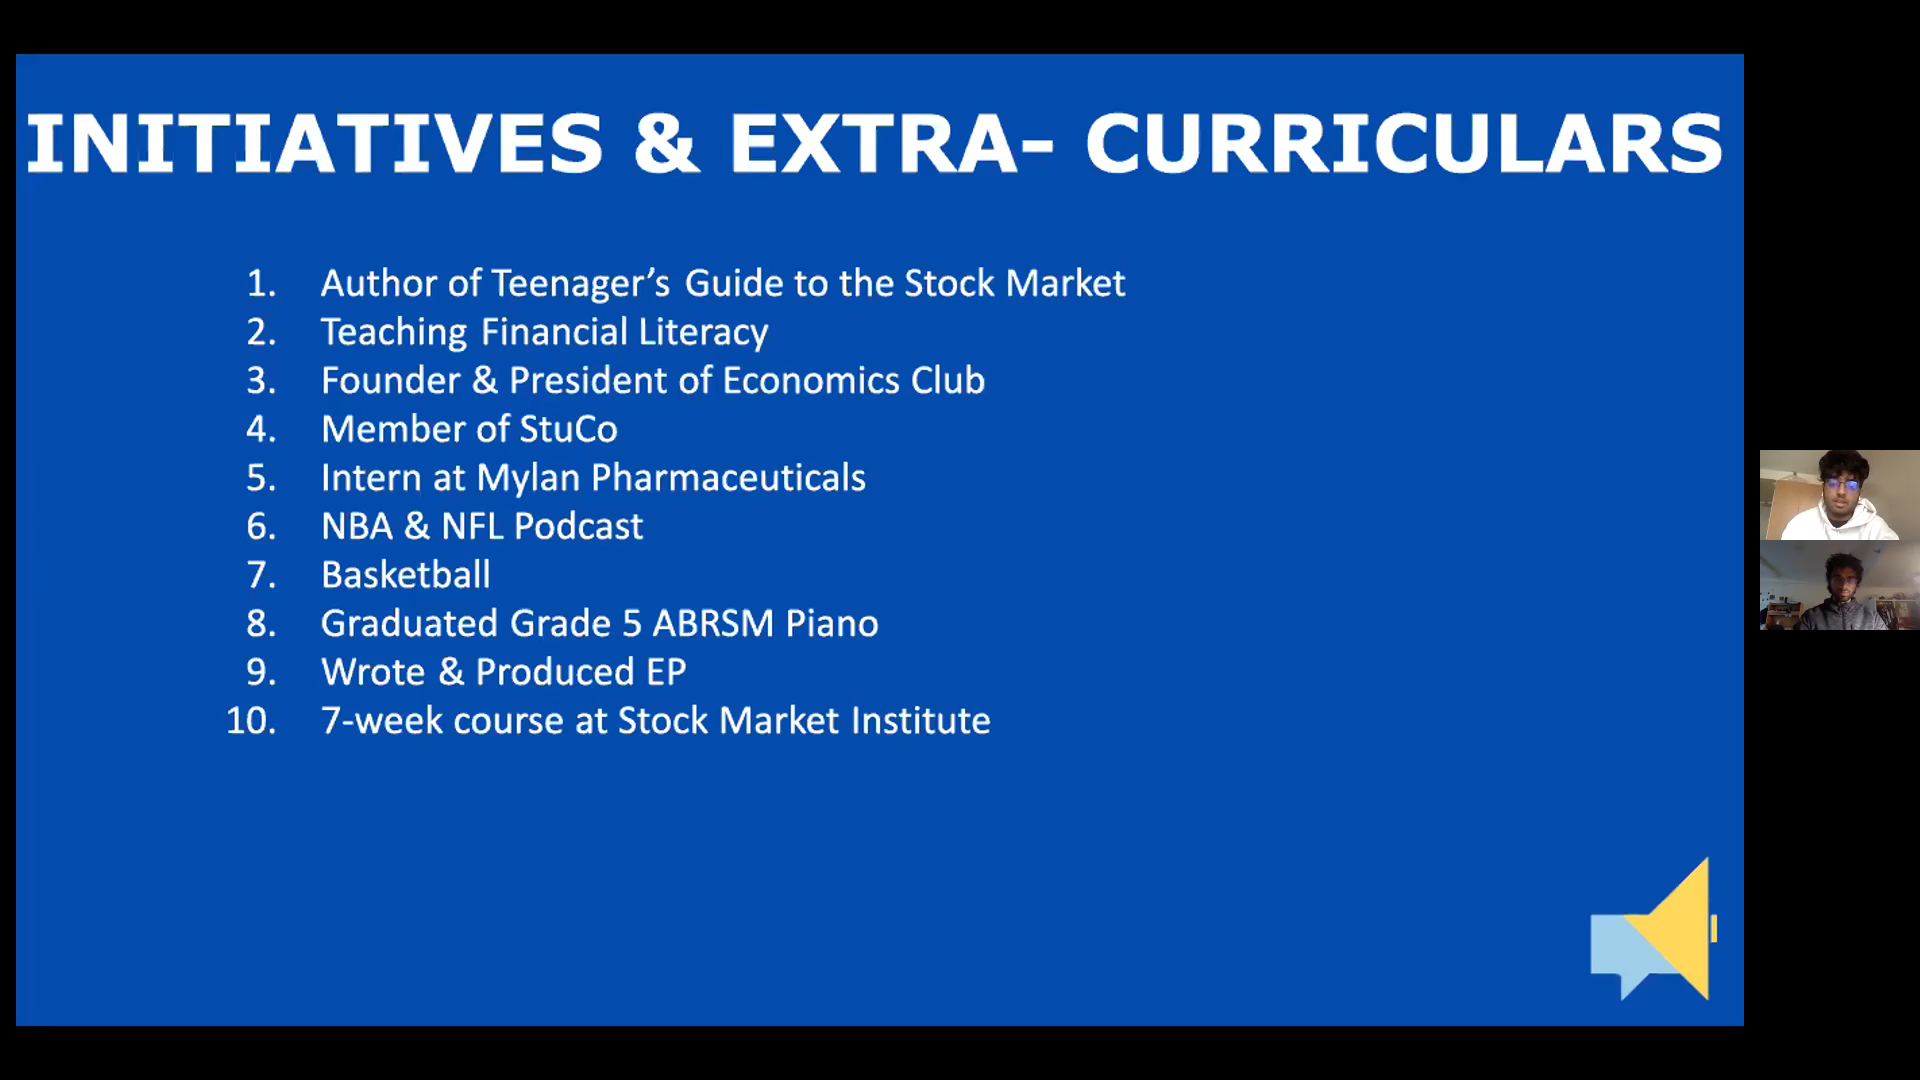 INITIATIVES & EXTRA- CURRICULARS
1. Author of Teenager’s Guide to the Stock Market
2. Teaching Financial Literacy
3. Founder & President of Economics Club
4. Member of StuCo
5. Intern at Mylan Pharmaceuticals
6. NBA & NFL Podcast
7. Basketball
8. Graduated Grade 5 ABRSM Piano
9. Wrote & Produced EP
10. 7-week course at Stock Market Institute